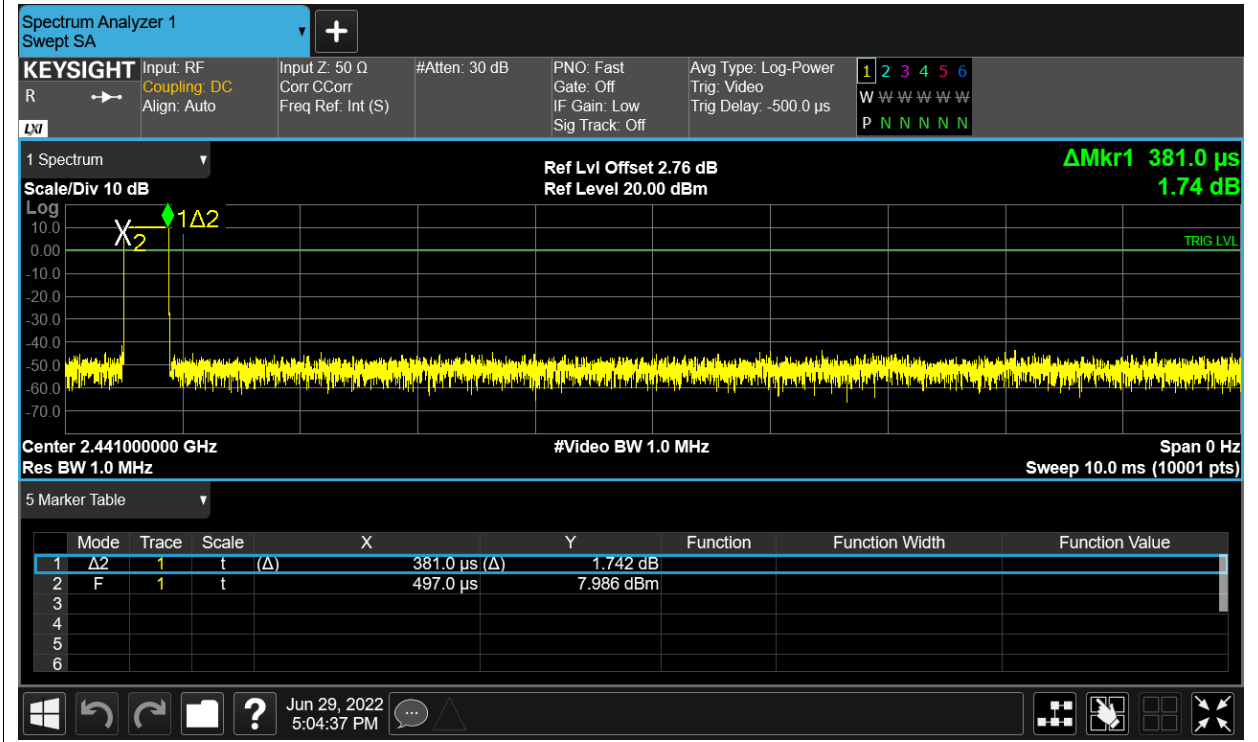 Spectrum Analyzer 1
Swept SA
+
KEYSIGHT
R
LXI
Input: RF
Coupling: DC
Align: Auto
Input Z: 50 Ω
Corr CCorr
Freq Ref: Int (S)
#Atten: 30 dB
PNO: Fast
Gate: Off
IF Gain: Low
Sig Track: Off
Avg Type: Log-Power
Trig: Video
Trig Delay: -500.0 µs
1 2 3 4 5 6
W W W W W W
P N N N N N
1 Spectrum
Scale/Div 10 dB
Ref Lvl Offset 2.76 dB
Ref Level 20.00 dBm
ΔMkr1 381.0 µs
1.74 dB
Log
10.0
0.00
-10.0
-20.0
-30.0
-40.0
-50.0
-60.0
-70.0
X2
1Δ2
TRIG LVL
Center 2.441000000 GHz
#Video BW 1.0 MHz
Span 0 Hz
Res BW 1.0 MHz
Sweep 10.0 ms (10001 pts)
5 Marker Table
Mode Trace Scale X Y Function Function Width Function Value
1 Δ2 1 t (Δ) 381.0 µs (Δ) 1.742 dB
2 F 1 t 497.0 µs 7.986 dBm
3
4
5
6
?
Jun 29, 2022
5:04:37 PM